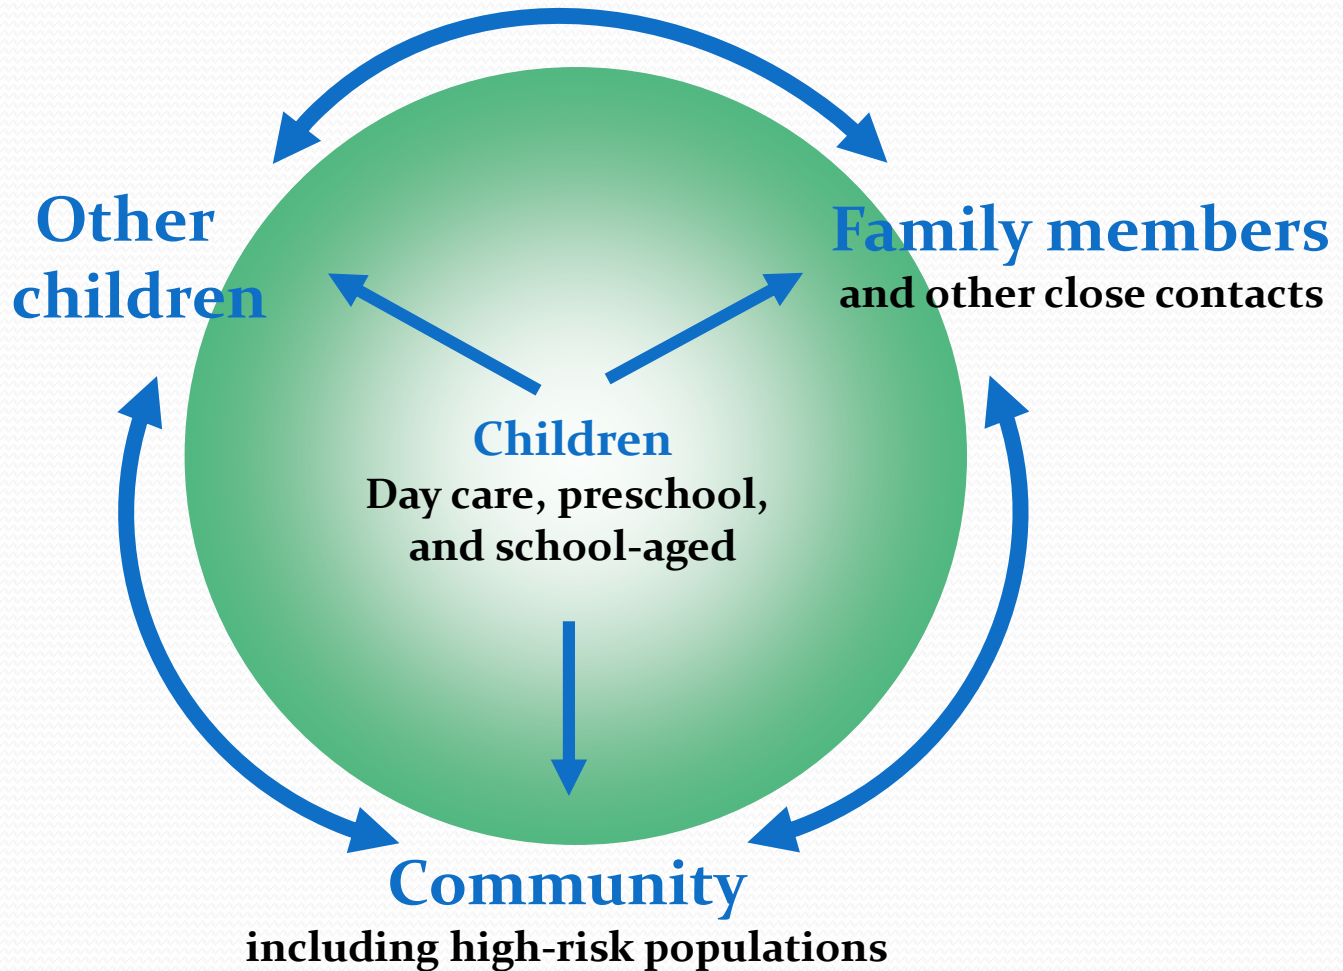 Other
children
Family members
and other close contacts
Children
Day care, preschool,
and school-aged
Community
including high-risk populations